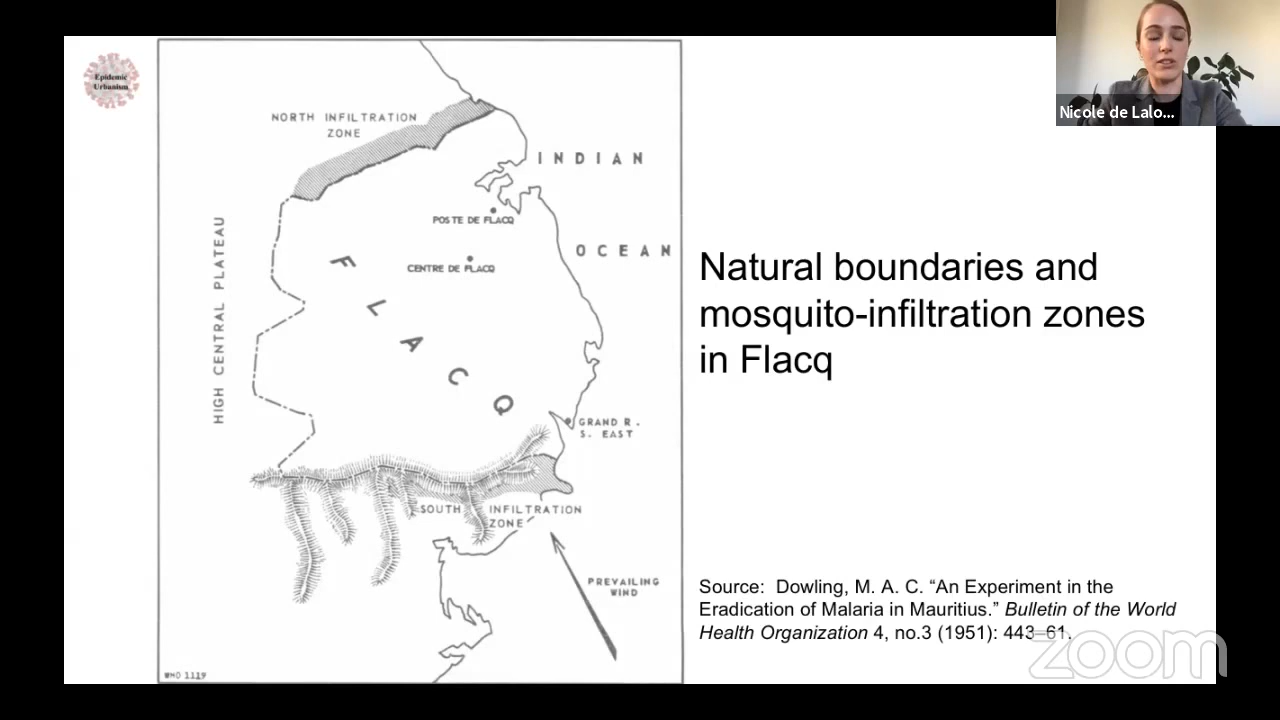 Epidemic
Urbanism
NORTH INFILTRATION
ZONE
INDIAN
OCEAN
POSTE DE FLACQ
CENTRE DE FLACQ
HIGH CENTRAL PLATEAU
FLACQ
GRAND R.
S. EAST
SOUTH INFILTRATION
ZONE
PREVAILING
WIND
WHO 1119
Nicole de Lalo...
Natural boundaries and
mosquito-infiltration zones
in Flacq
Source: Dowling, M. A. C. “An Experiment in the
Eradication of Malaria in Mauritius.” Bulletin of the World
Health Organization 4, no.3 (1951): 443–61.
zoom